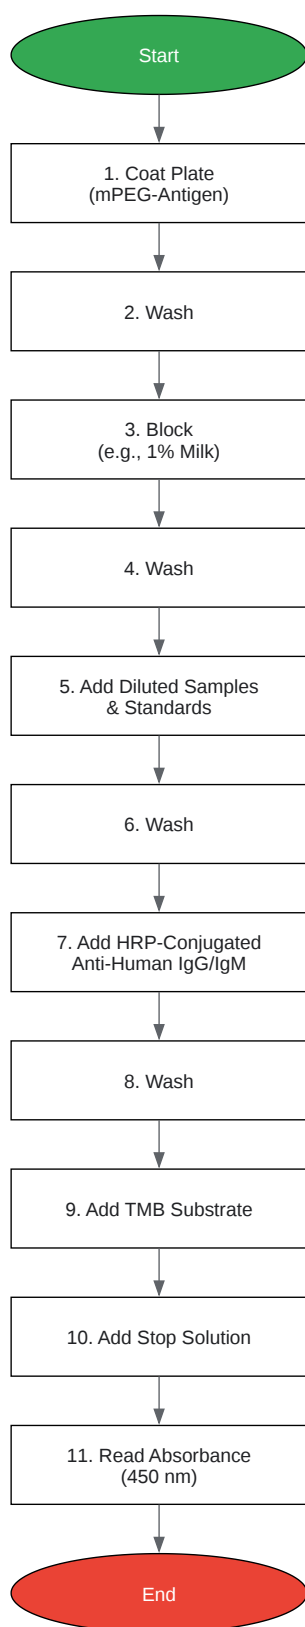 Start
1. Coat Plate
(mPEG-Antigen)
2. Wash
3. Block
(e.g., 1% Milk)
4. Wash
5. Add Diluted Samples
& Standards
6. Wash
7. Add HRP-Conjugated
Anti-Human IgG/IgM
8. Wash
9. Add TMB Substrate
10. Add Stop Solution
11. Read Absorbance
(450 nm)
End